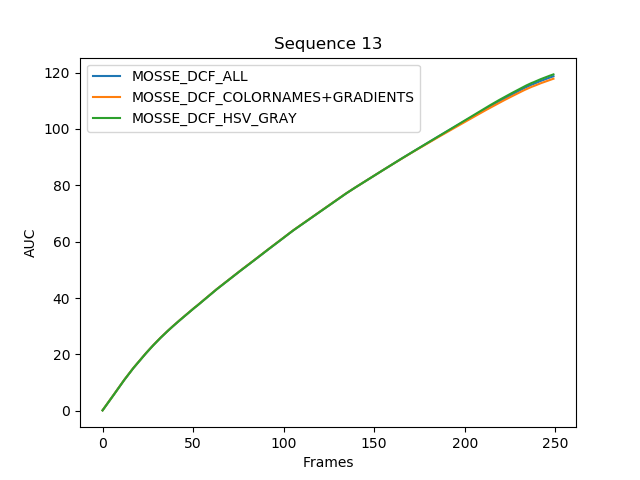 Sequence 13
MOSSE_DCF_ALL
MOSSE_DCF_COLORNAMES+GRADIENTS
MOSSE_DCF_HSV_GRAY
120
100
80
60
40
20
0
AUC
0 50 100 150 200 250
Frames